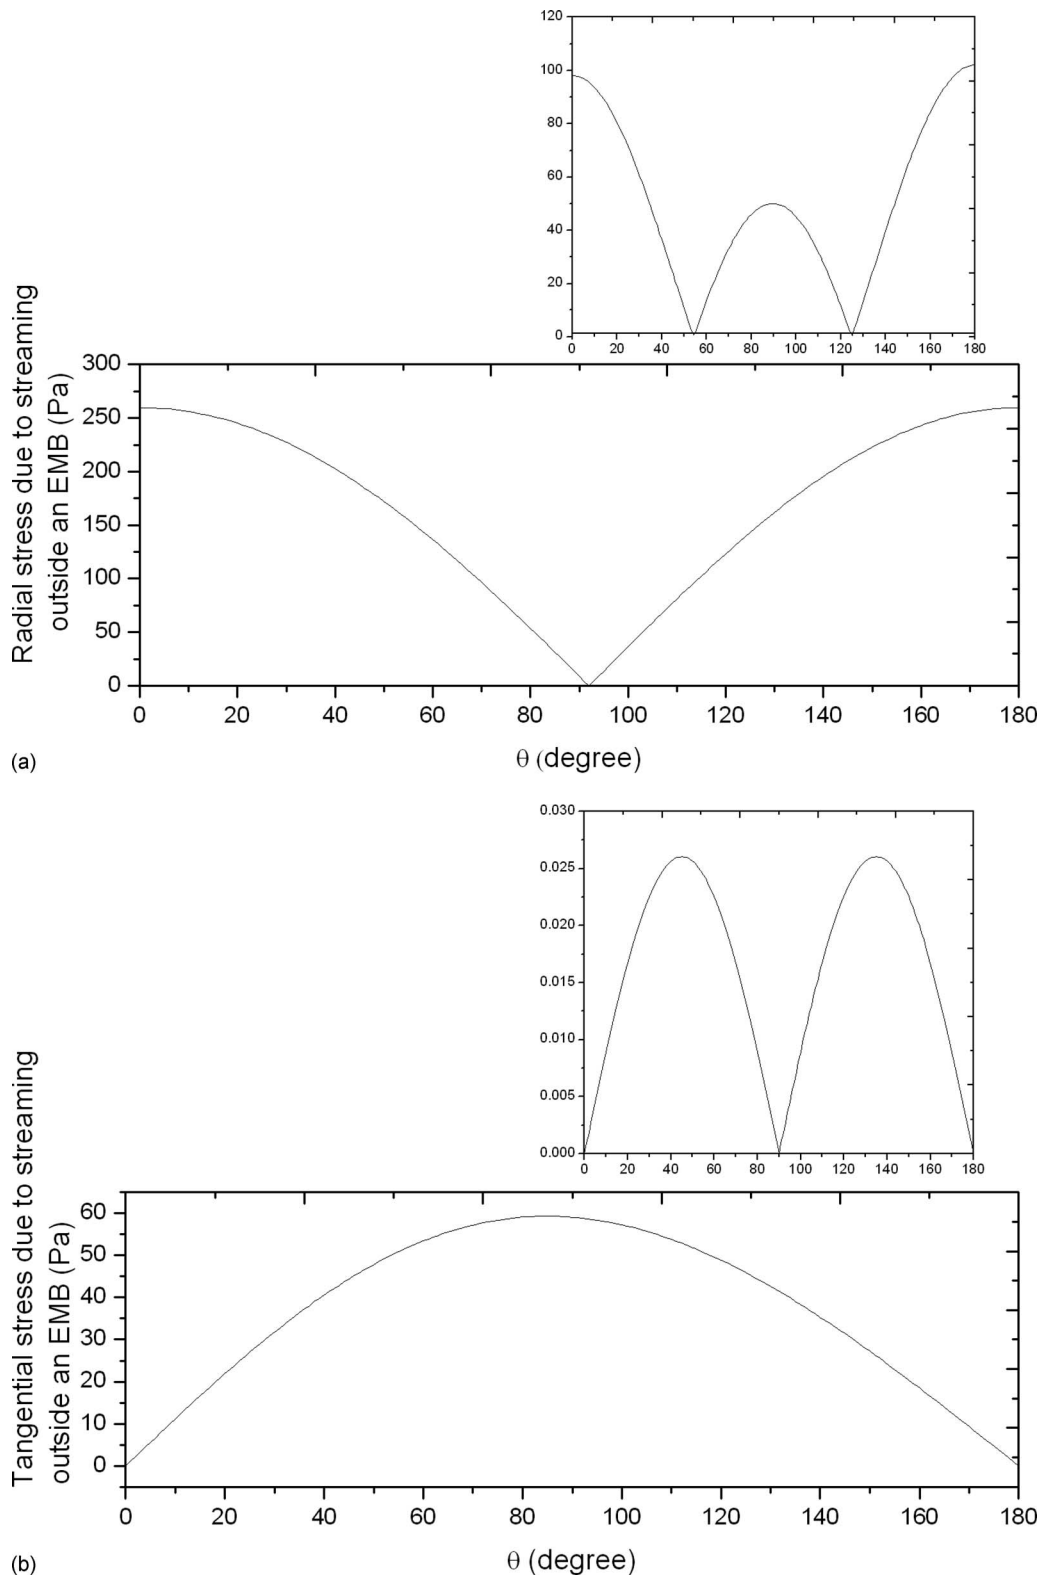 120
100
80
60
40
20
0
0 20 40 60 80 100 120 140 160 180
Radial stress due to streaming
outside an EMB (Pa)
300
250
200
150
100
50
0
0 20 40 60 80 100 120 140 160 180
θ (degree)
(a)
0.030
0.025
0.020
0.015
0.010
0.005
0.000
0 20 40 60 80 100 120 140 160 180
Tangential stress due to streaming
outside an EMB (Pa)
60
50
40
30
20
10
0
0 20 40 60 80 100 120 140 160 180
θ (degree)
(b)